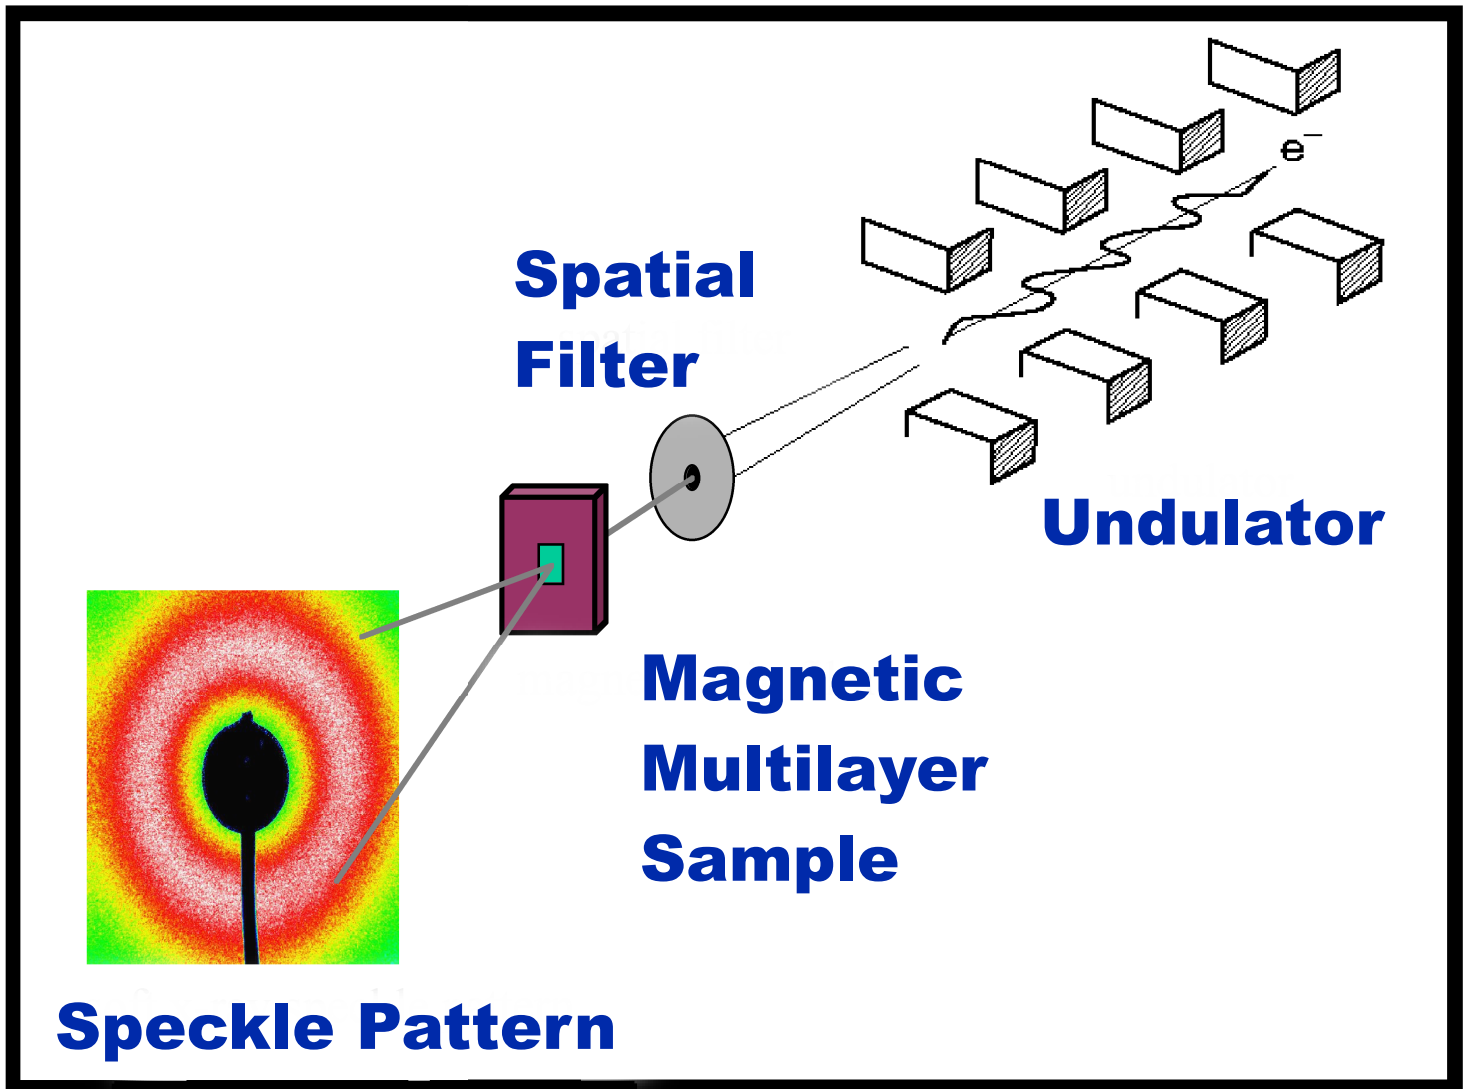 e⁻
Spatial
Filter
Undulator
Magnetic
Multilayer
Sample
Speckle Pattern